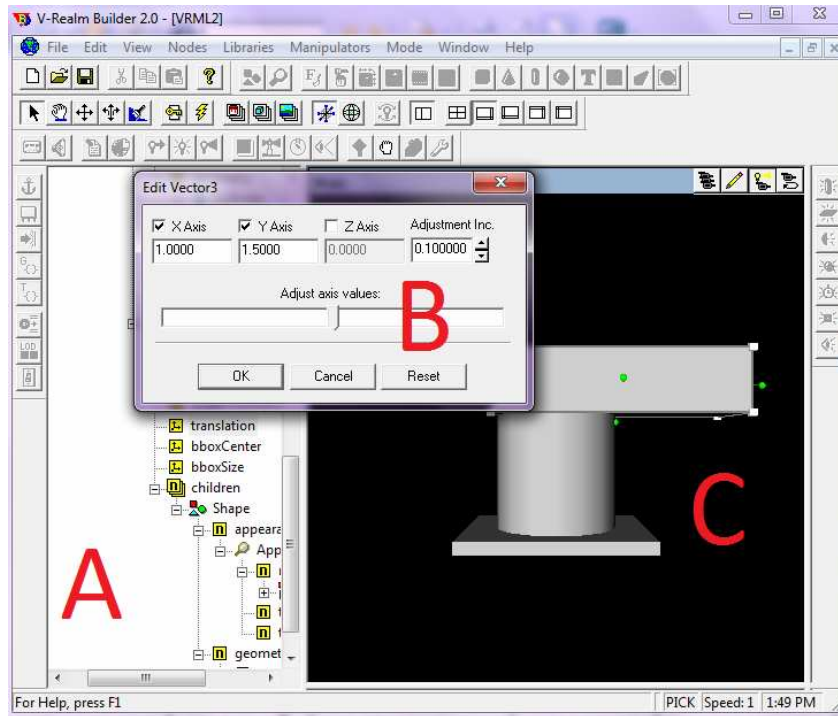 V-Realm Builder 2.0 - [VRML2]
File Edit View Nodes Libraries Manipulators Mode Window Help
Edit Vector3
X Axis Y Axis Z Axis Adjustment Inc.
1.0000 1.5000 0.0000 0.100000
Adjust axis values:
B
OK Cancel Reset
translation
bboxCenter
bboxSize
children
Shape
appeara
App
geomet
A
C
For Help, press F1
PICK Speed: 1 1:49 PM